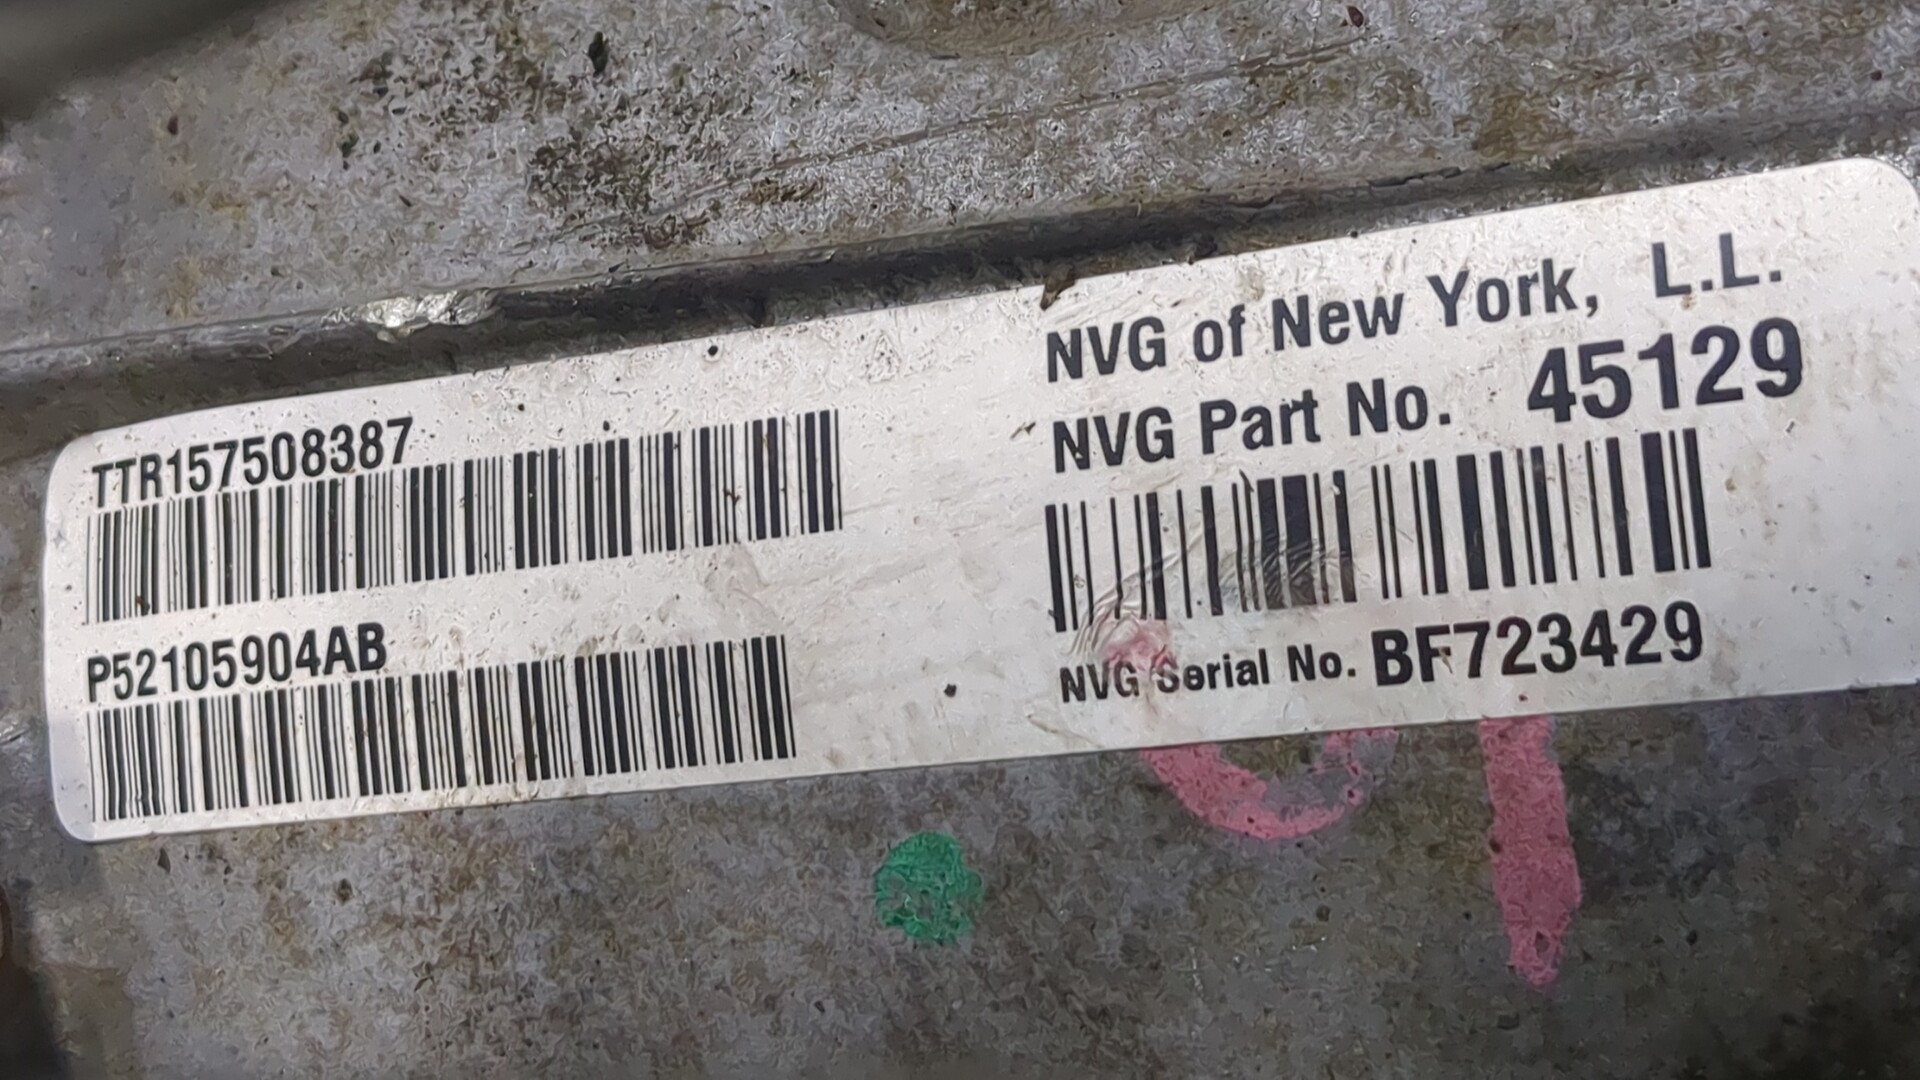 TTR157508387
P52105904AB
NVG of New York, L.L.
NVG Part No. 45129
NVG Serial No. BF723429